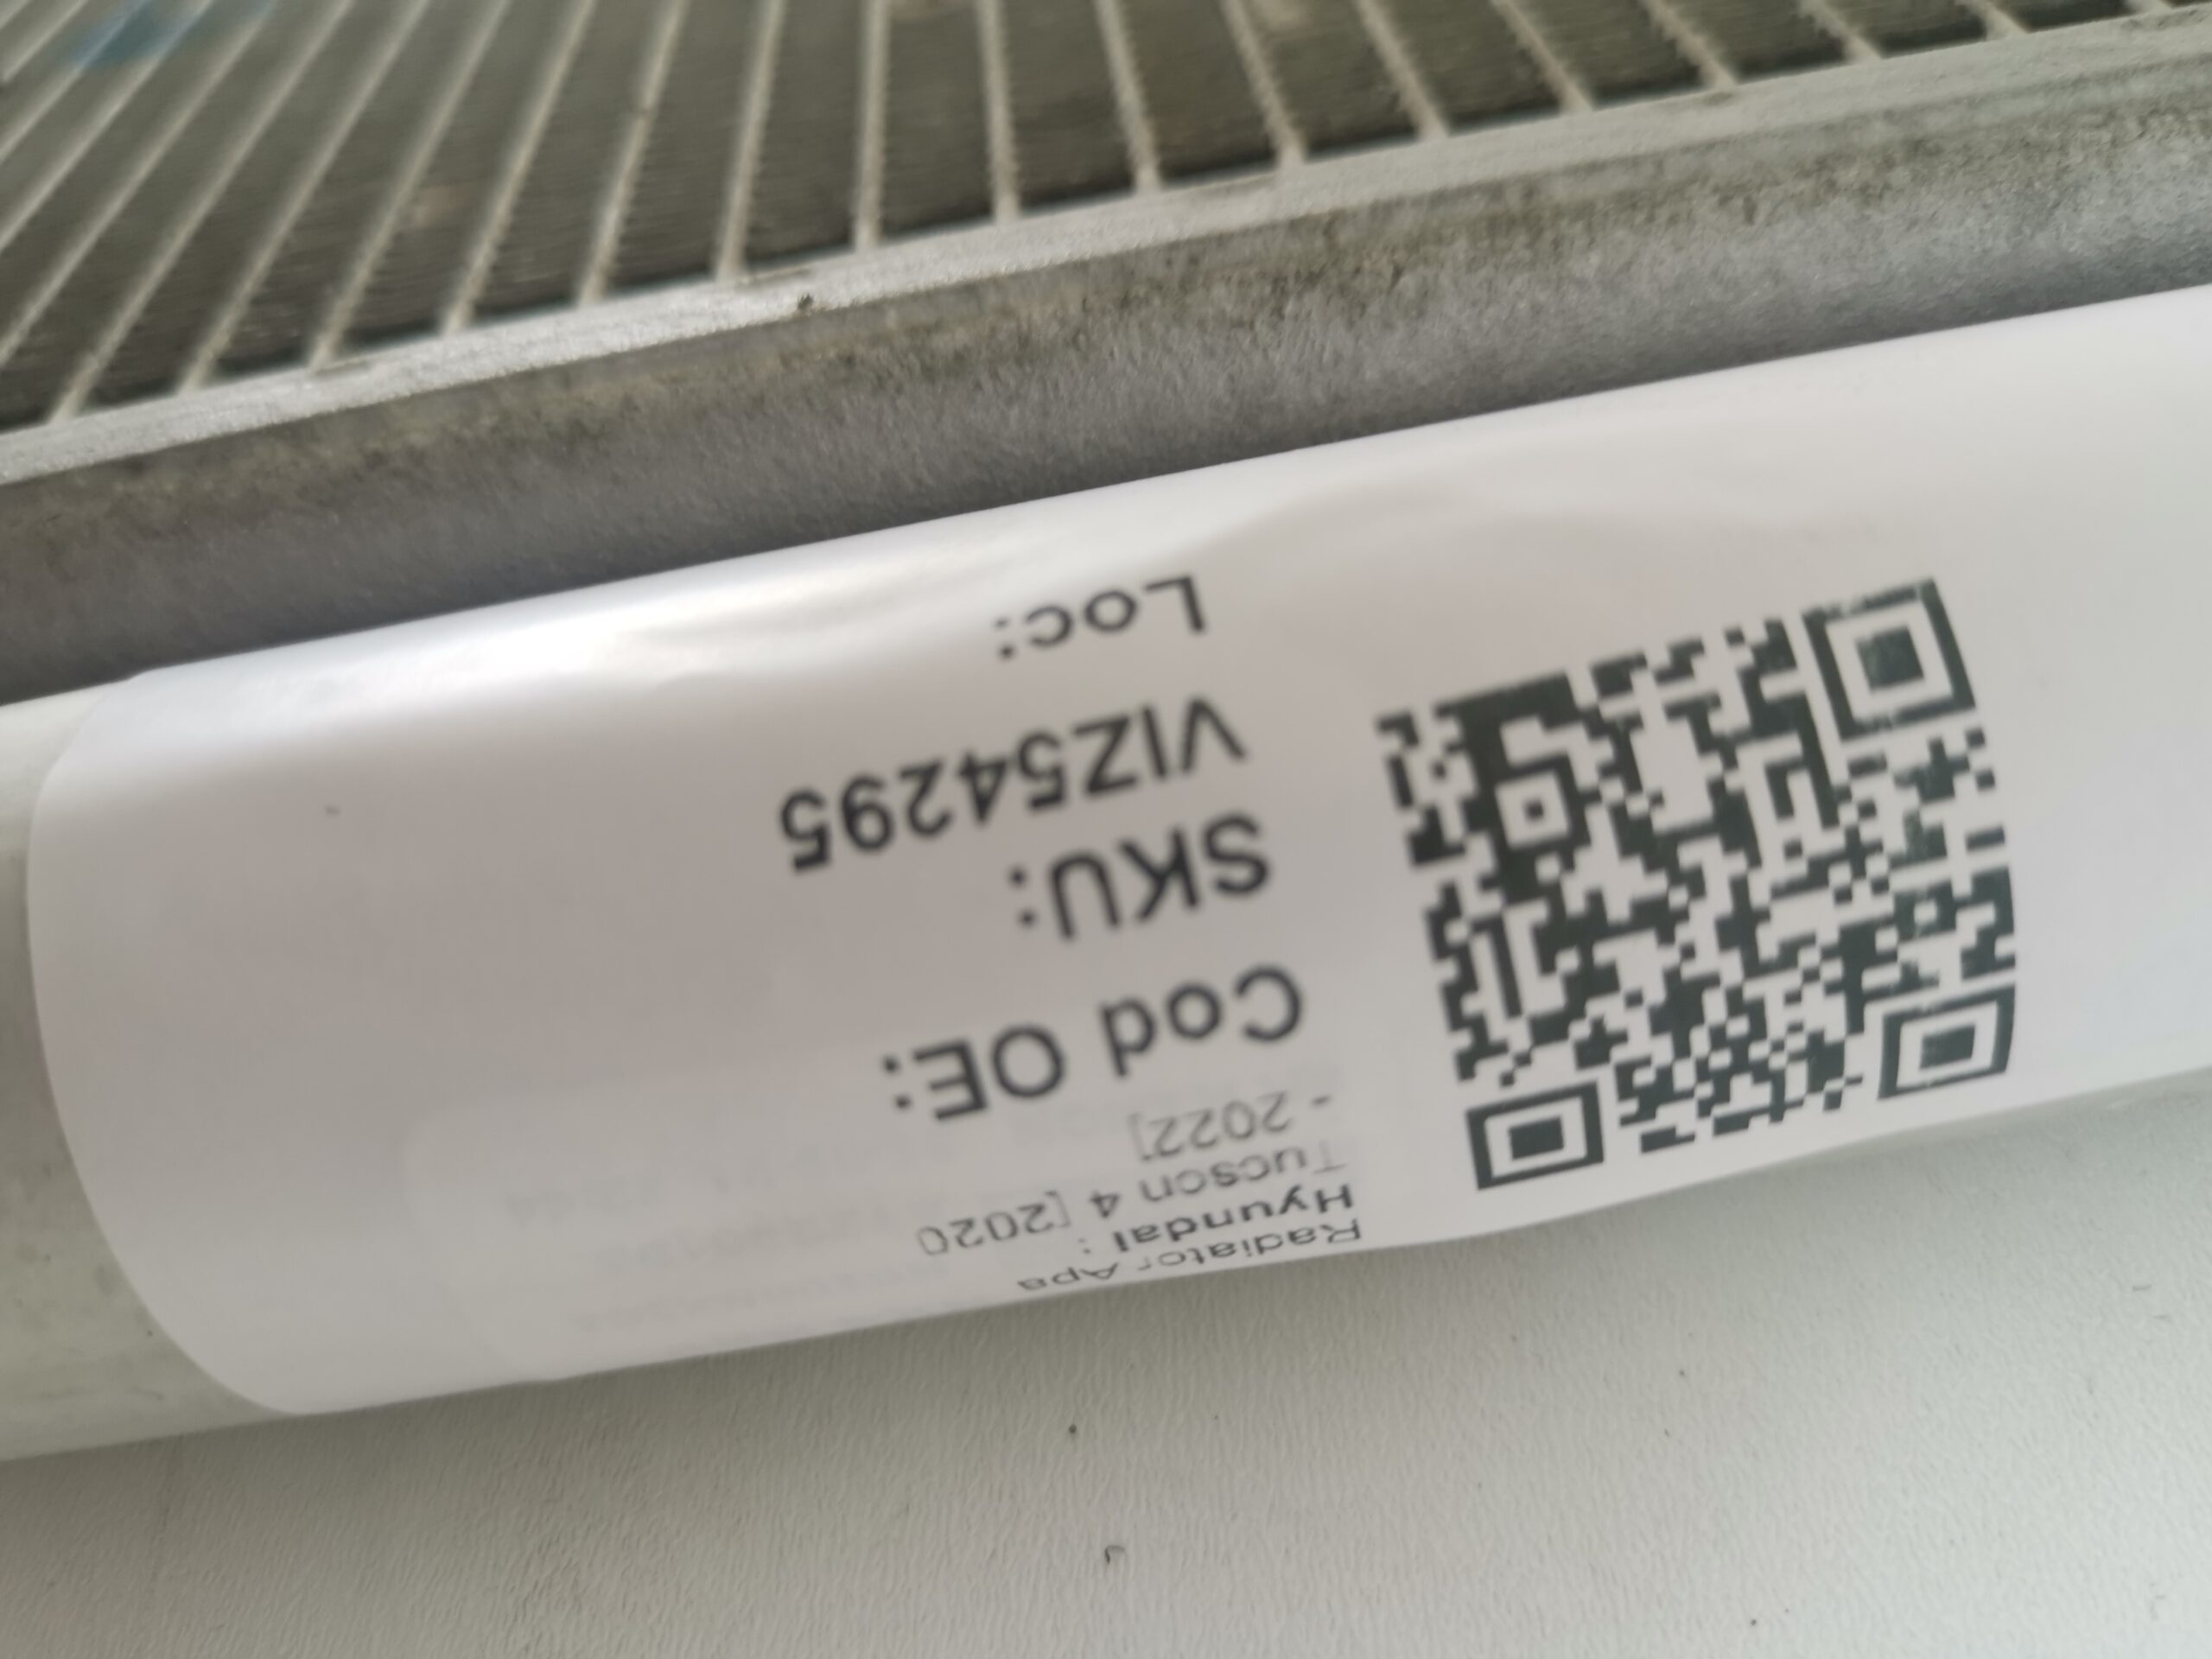 Radiator Apa
Hyundai :
Tucson 4 [2020
- 2022]
Cod OE:
SKU:
VIZ54295
Loc: